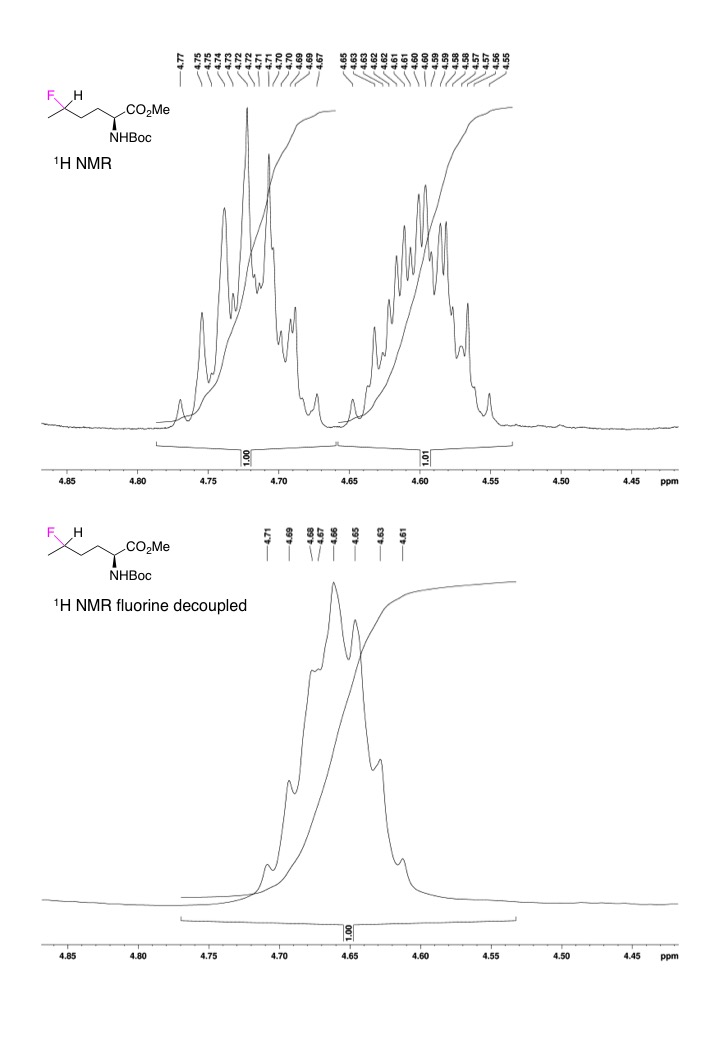 4.77 4.75 4.75 4.74 4.73 4.72 4.72 4.71 4.71 4.70 4.70 4.69 4.69 4.67 4.65 4.63 4.63 4.62 4.62 4.61 4.61 4.60 4.60 4.59 4.59 4.58 4.58 4.57 4.57 4.56 4.55
F H
CO₂Me
NHBoc
¹H NMR
1.00 1.01
4.85 4.80 4.75 4.70 4.65 4.60 4.55 4.50 4.45 ppm
4.71 4.69 4.68 4.67 4.66 4.65 4.63 4.61
F H
CO₂Me
NHBoc
¹H NMR fluorine decoupled
1.00
4.85 4.80 4.75 4.70 4.65 4.60 4.55 4.50 4.45 ppm